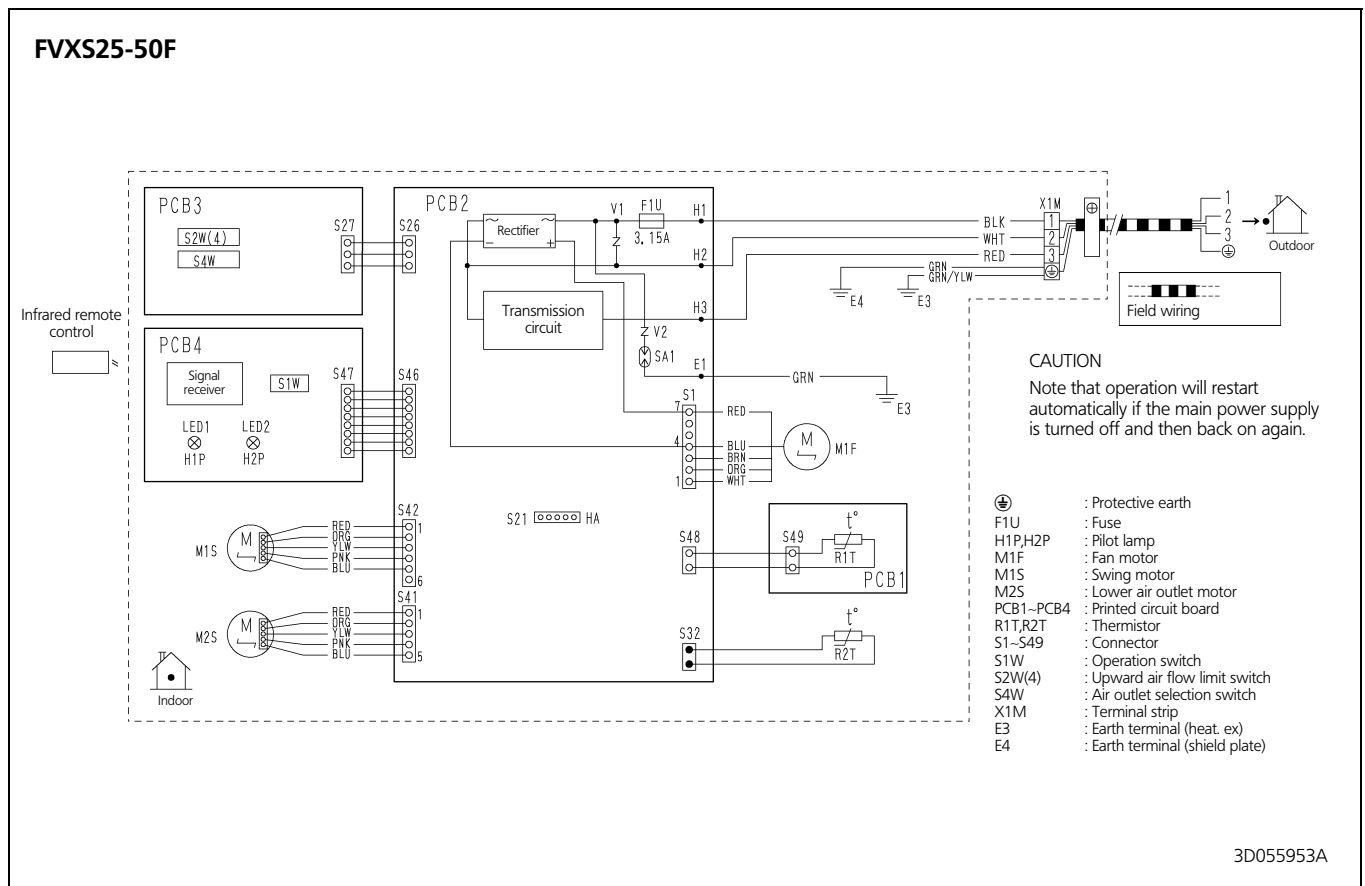 FVXS25-50F
PCB3
S2W(4)
S4W
S27
S26
PCB2
Rectifier
V1
F1U
3.15A
H1
H2
H3
Transmission
circuit
V2
SA1
E1
BLK
WHT
RED
GRN
GRN/YLW
E4
E3
X1M
1
2
3
1
2
3
Outdoor
Field wiring
Infrared remote
control
PCB4
Signal
receiver
S1W
LED1
H1P
LED2
H2P
S47
S46
GRN
E3
S1
7
4
1
RED
BLU
BRN
ORG
WHT
M
M1F
S21
HA
M
M1S
RED
ORG
YLW
PNK
BLU
S42
1
6
M
M2S
RED
ORG
YLW
PNK
BLU
S41
1
5
Indoor
S48
S49
t°
R1T
PCB1
S32
t°
R2T
CAUTION
Note that operation will restart
automatically if the main power supply
is turned off and then back on again.
: Protective earth
F1U : Fuse
H1P,H2P : Pilot lamp
M1F : Fan motor
M1S : Swing motor
M2S : Lower air outlet motor
PCB1~PCB4 : Printed circuit board
R1T,R2T : Thermistor
S1~S49 : Connector
S1W : Operation switch
S2W(4) : Upward air flow limit switch
S4W : Air outlet selection switch
X1M : Terminal strip
E3 : Earth terminal (heat. ex)
E4 : Earth terminal (shield plate)
3D055953A